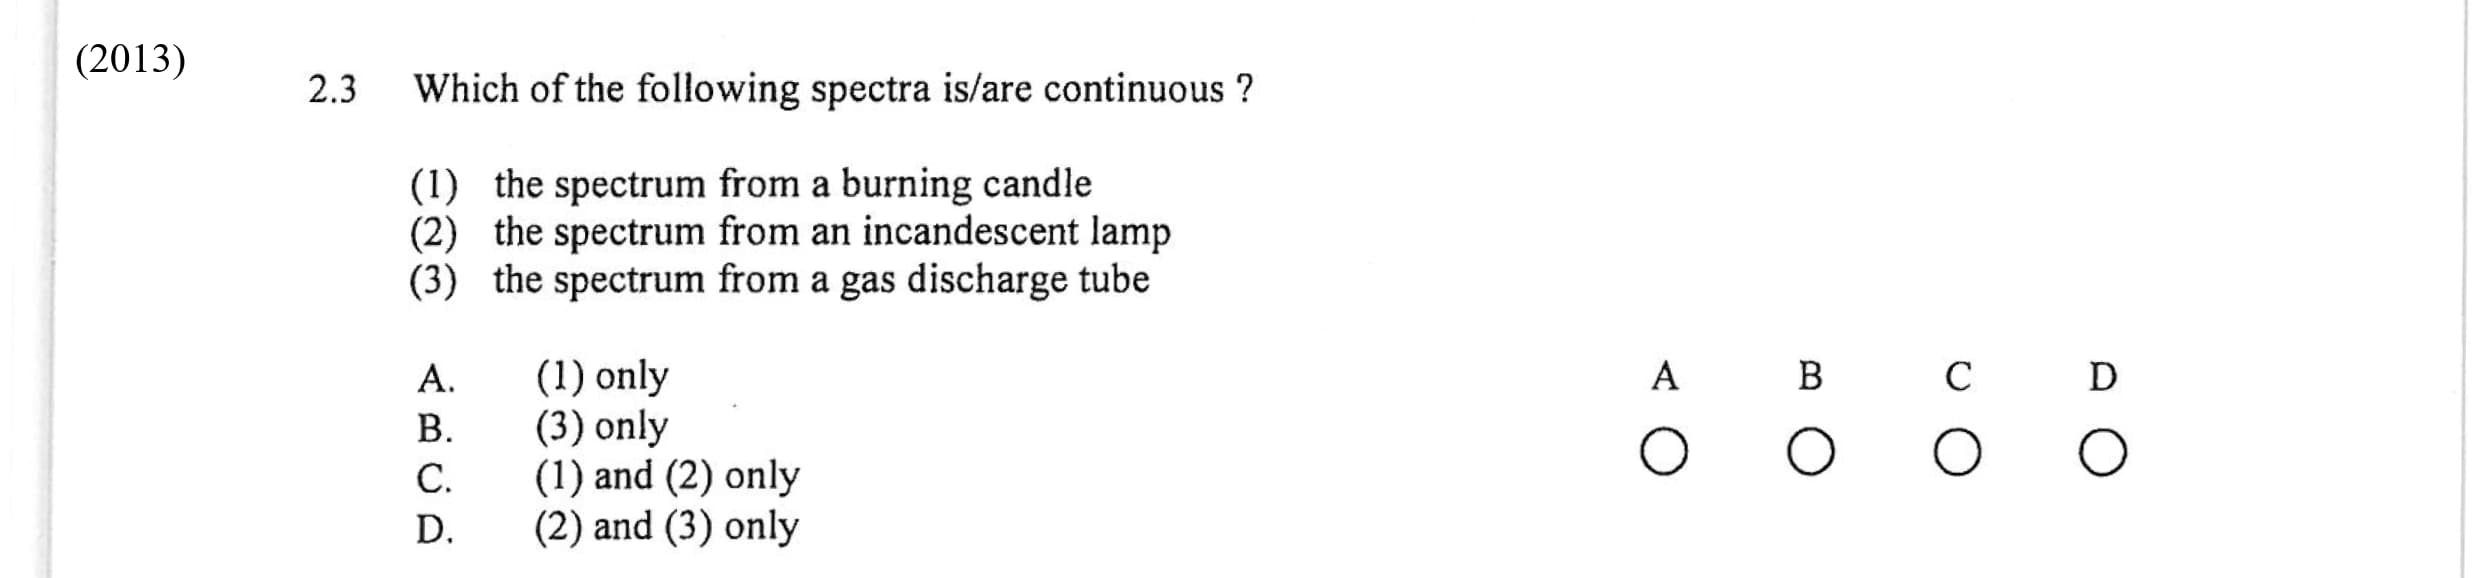 (2013)
2.3 Which of the following spectra is/are continuous ?
(1) the spectrum from a burning candle
(2) the spectrum from an incandescent lamp
(3) the spectrum from a gas discharge tube
A. (1) only
B. (3) only
C. (1) and (2) only
D. (2) and (3) only
A B C D